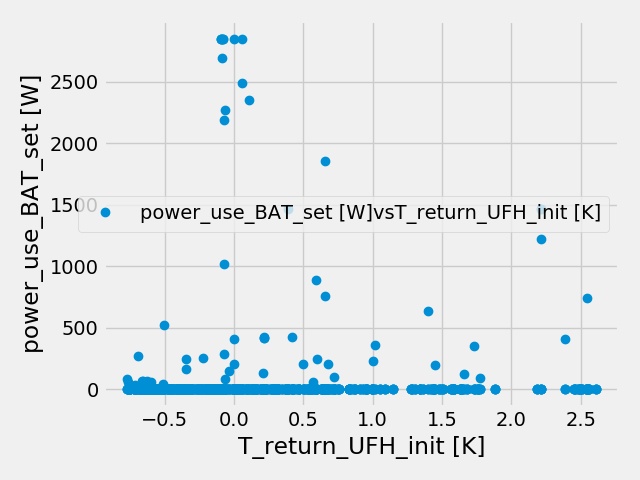 power_use_BAT_set [W]
2500
2000
1500
1000
500
0
power_use_BAT_set [W]vsT_return_UFH_init [K]
−0.5 0.0 0.5 1.0 1.5 2.0 2.5
T_return_UFH_init [K]